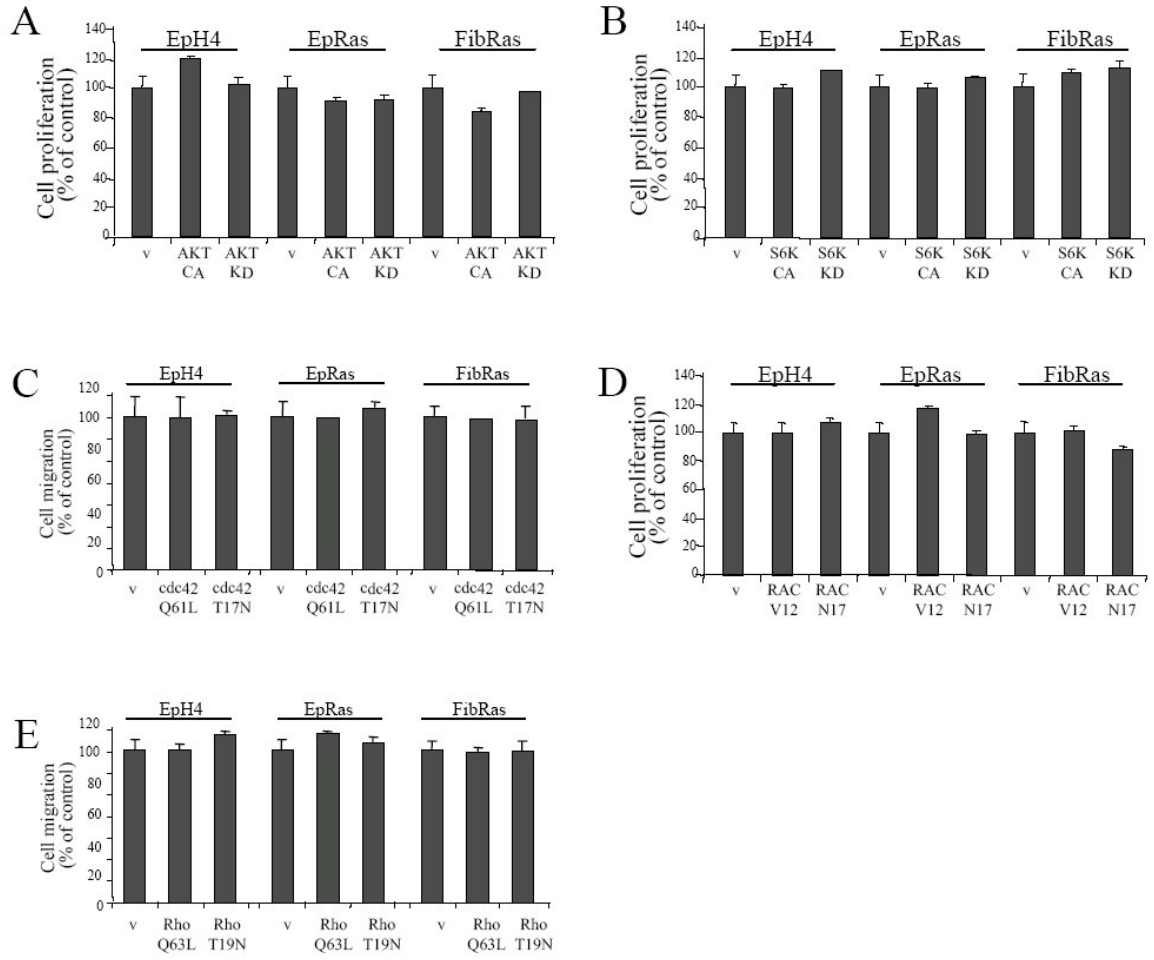 A
Cell proliferation
(% of control)
140
120
100
80
60
40
20
0
EpH4
EpRas
FibRas
v AKT AKT v AKT AKT v AKT AKT
CA KD CA KD CA KD
B
Cell proliferation
(% of control)
140
120
100
80
60
40
20
0
EpH4
EpRas
FibRas
v S6K S6K v S6K S6K v S6K S6K
CA KD CA KD CA KD
C
Cell migration
(% of control)
120
100
80
60
40
20
0
EpH4
EpRas
FibRas
v cdc42 cdc42 v cdc42 cdc42 v cdc42 cdc42
Q61L T17N Q61L T17N Q61L T17N
D
Cell proliferation
(% of control)
140
120
100
80
60
40
20
0
EpH4
EpRas
FibRas
v RAC RAC v RAC RAC v RAC RAC
V12 N17 V12 N17 V12 N17
E
Cell migration
(% of control)
120
100
80
60
40
20
0
EpH4
EpRas
FibRas
v Rho Rho v Rho Rho v Rho Rho
Q63L T19N Q63L T19N Q63L T19N